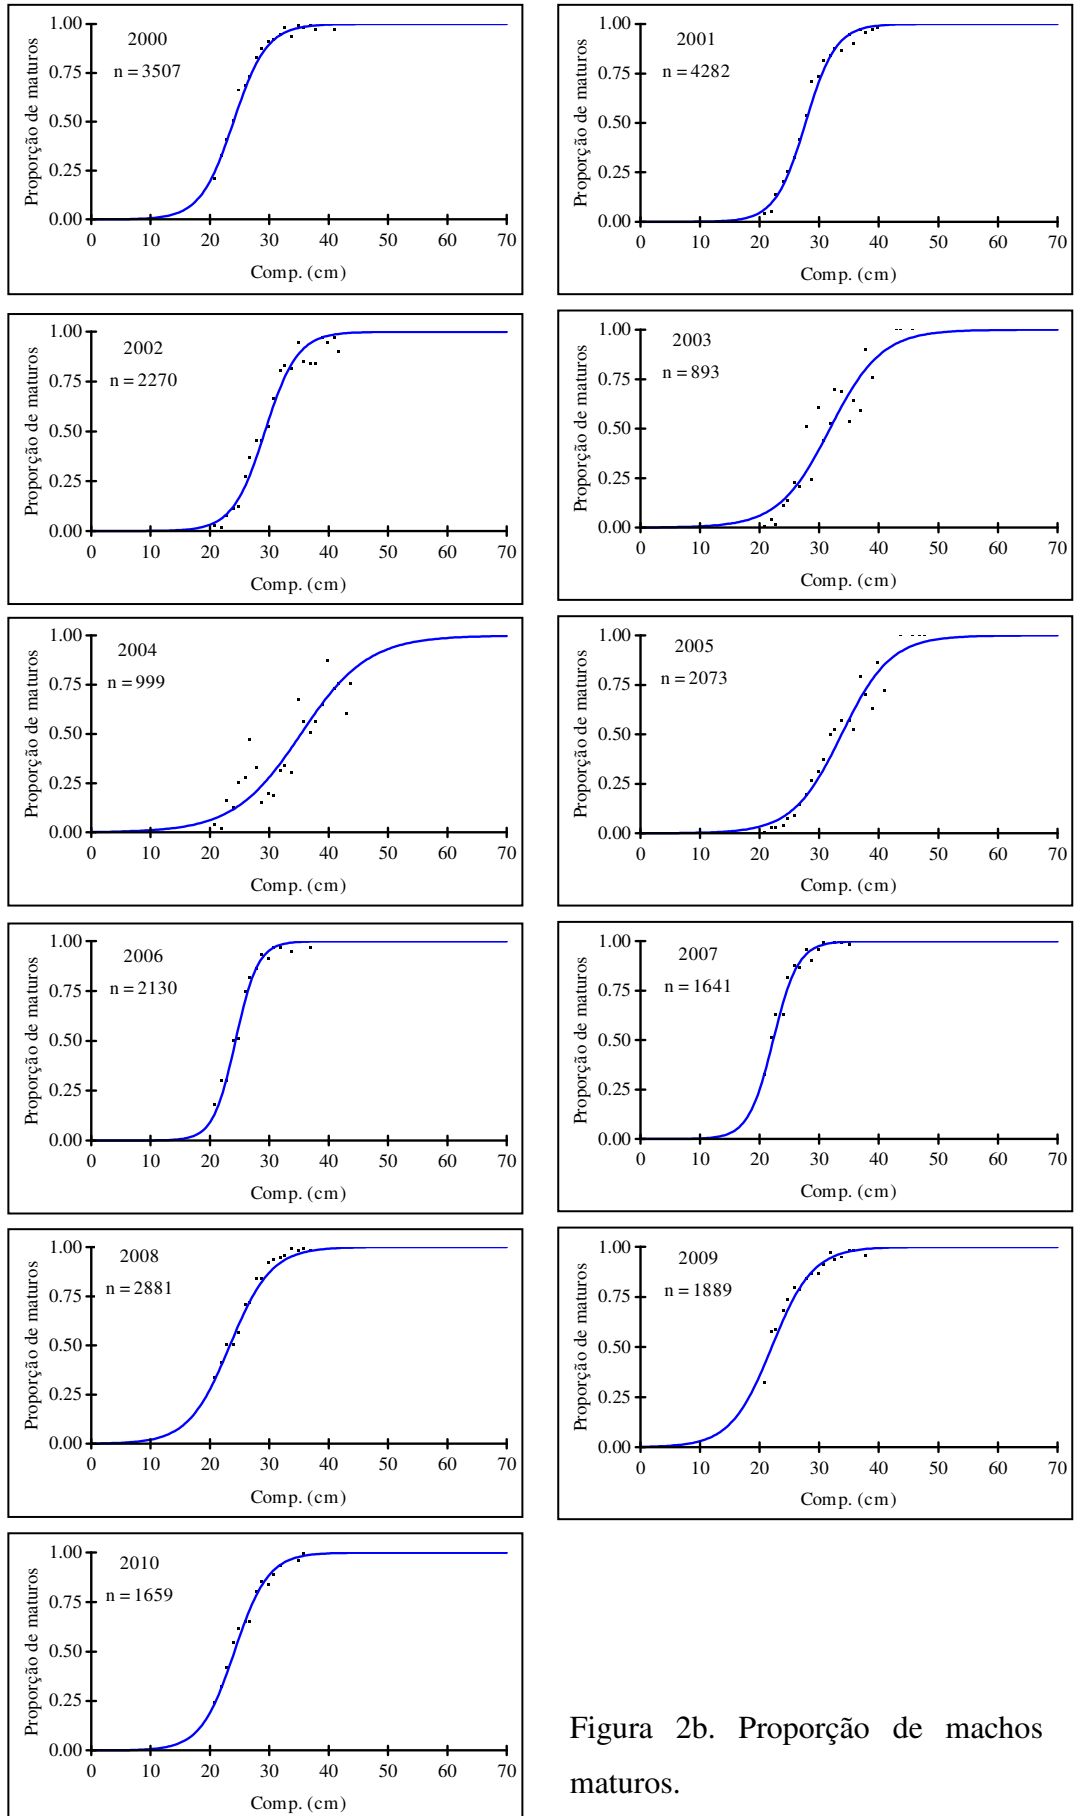 1.00
0.75
0.50
0.25
0.00
Proporção de maturos
2000
n = 3507
0 10 20 30 40 50 60 70
Comp. (cm)
1.00
0.75
0.50
0.25
0.00
Proporção de maturos
2001
n = 4282
0 10 20 30 40 50 60 70
Comp. (cm)
1.00
0.75
0.50
0.25
0.00
Proporção de maturos
2002
n = 2270
0 10 20 30 40 50 60 70
Comp. (cm)
1.00
0.75
0.50
0.25
0.00
Proporção de maturos
2003
n = 893
0 10 20 30 40 50 60 70
Comp. (cm)
1.00
0.75
0.50
0.25
0.00
Proporção de maturos
2004
n = 999
0 10 20 30 40 50 60 70
Comp. (cm)
1.00
0.75
0.50
0.25
0.00
Proporção de maturos
2005
n = 2073
0 10 20 30 40 50 60 70
Comp. (cm)
1.00
0.75
0.50
0.25
0.00
Proporção de maturos
2006
n = 2130
0 10 20 30 40 50 60 70
Comp. (cm)
1.00
0.75
0.50
0.25
0.00
Proporção de maturos
2007
n = 1641
0 10 20 30 40 50 60 70
Comp. (cm)
1.00
0.75
0.50
0.25
0.00
Proporção de maturos
2008
n = 2881
0 10 20 30 40 50 60 70
Comp. (cm)
1.00
0.75
0.50
0.25
0.00
Proporção de maturos
2009
n = 1889
0 10 20 30 40 50 60 70
Comp. (cm)
1.00
0.75
0.50
0.25
0.00
Proporção de maturos
2010
n = 1659
0 10 20 30 40 50 60 70
Comp. (cm)
Figura 2b. Proporção de machos
maturos.